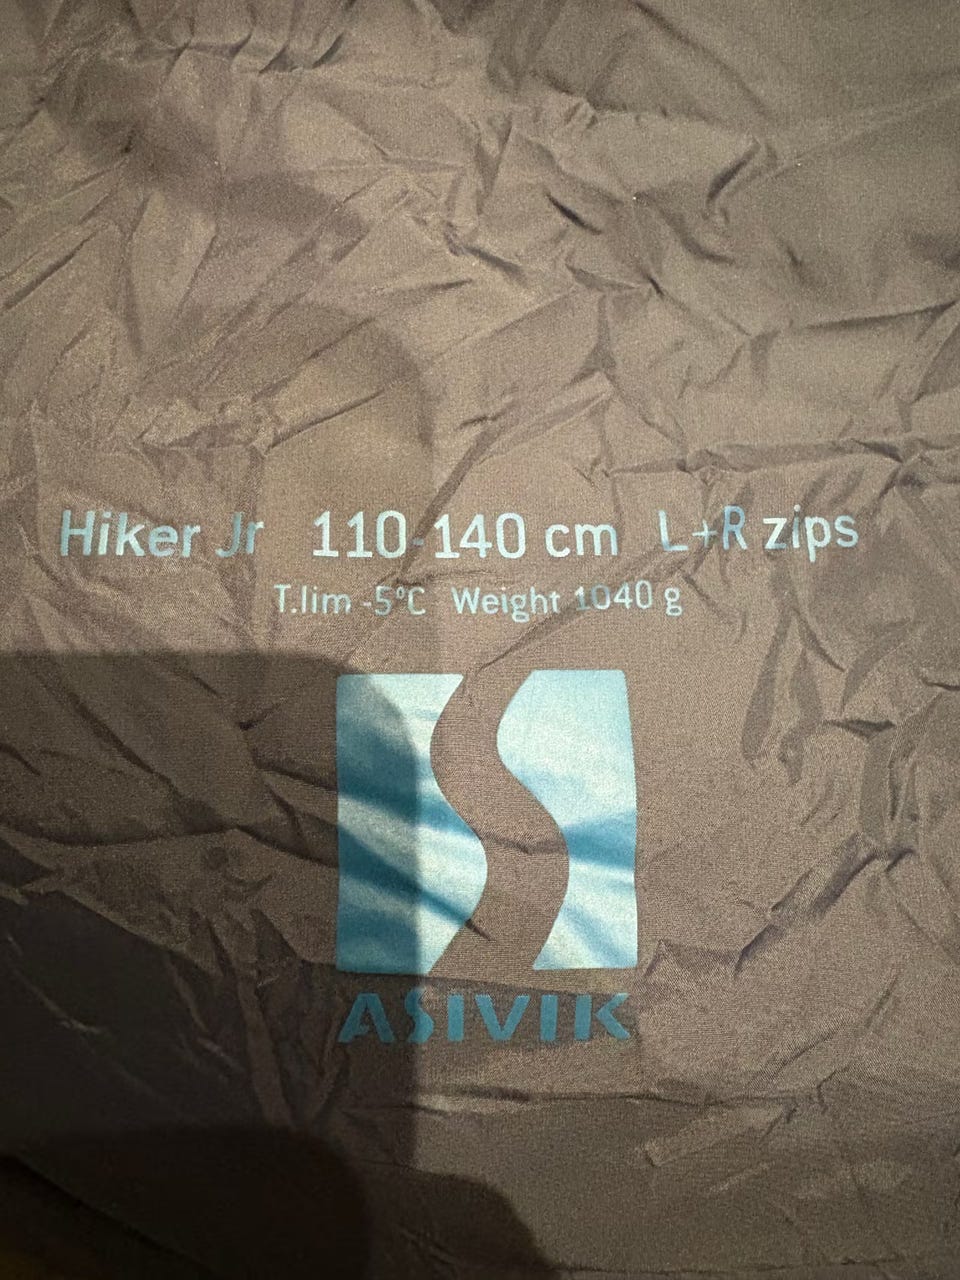 Hiker Jr 110-140 cm L+R zips
T.lim -5°C Weight 1040 g
ASIVIK